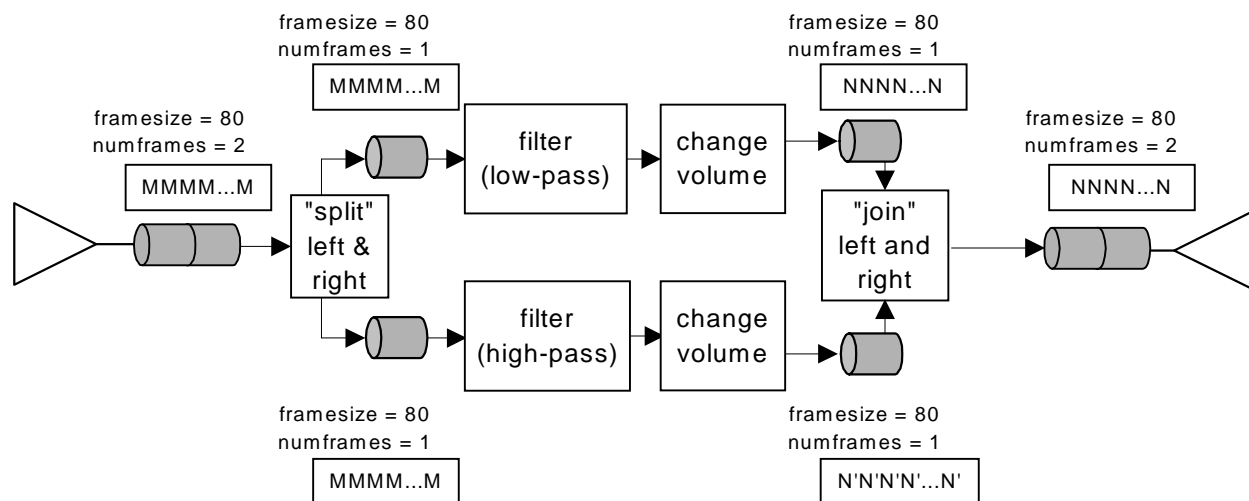 framesize = 80
numframes = 1
MMMM...M
framesize = 80
numframes = 1
NNNN...N
framesize = 80
numframes = 2
MMMM...M
filter
(low-pass)
change
volume
framesize = 80
numframes = 2
NNNN...N
"split"
left &
right
"join"
left and
right
filter
(high-pass)
change
volume
framesize = 80
numframes = 1
MMMM...M
framesize = 80
numframes = 1
N'N'N'N'...N'